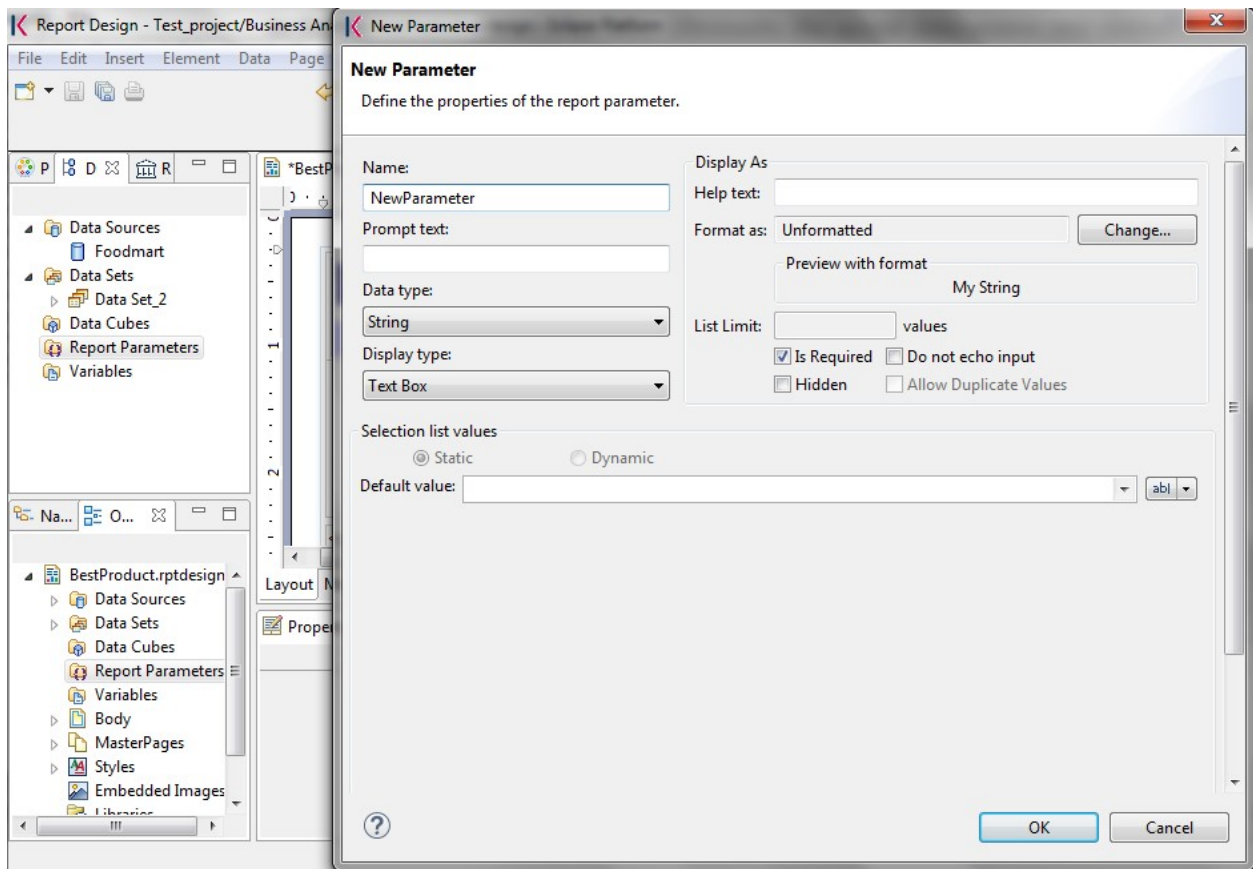 Report Design - Test_project/Business An
File Edit Insert Element Data Page
P D R
Data Sources
Foodmart
Data Sets
Data Set_2
Data Cubes
Report Parameters
Variables
Na... O...
BestProduct.rptdesign
Data Sources
Data Sets
Data Cubes
Report Parameters
Variables
Body
MasterPages
Styles
Embedded Images
Libraries
*BestP
0
1
2
Layout
Proper
New Parameter
New Parameter
Define the properties of the report parameter.
Name:
NewParameter
Prompt text:
Data type:
String
Display type:
Text Box
Display As
Help text:
Format as: Unformatted Change...
Preview with format
My String
List Limit: values
Is Required Do not echo input
Hidden Allow Duplicate Values
Selection list values
Static Dynamic
Default value: ab|
? OK Cancel